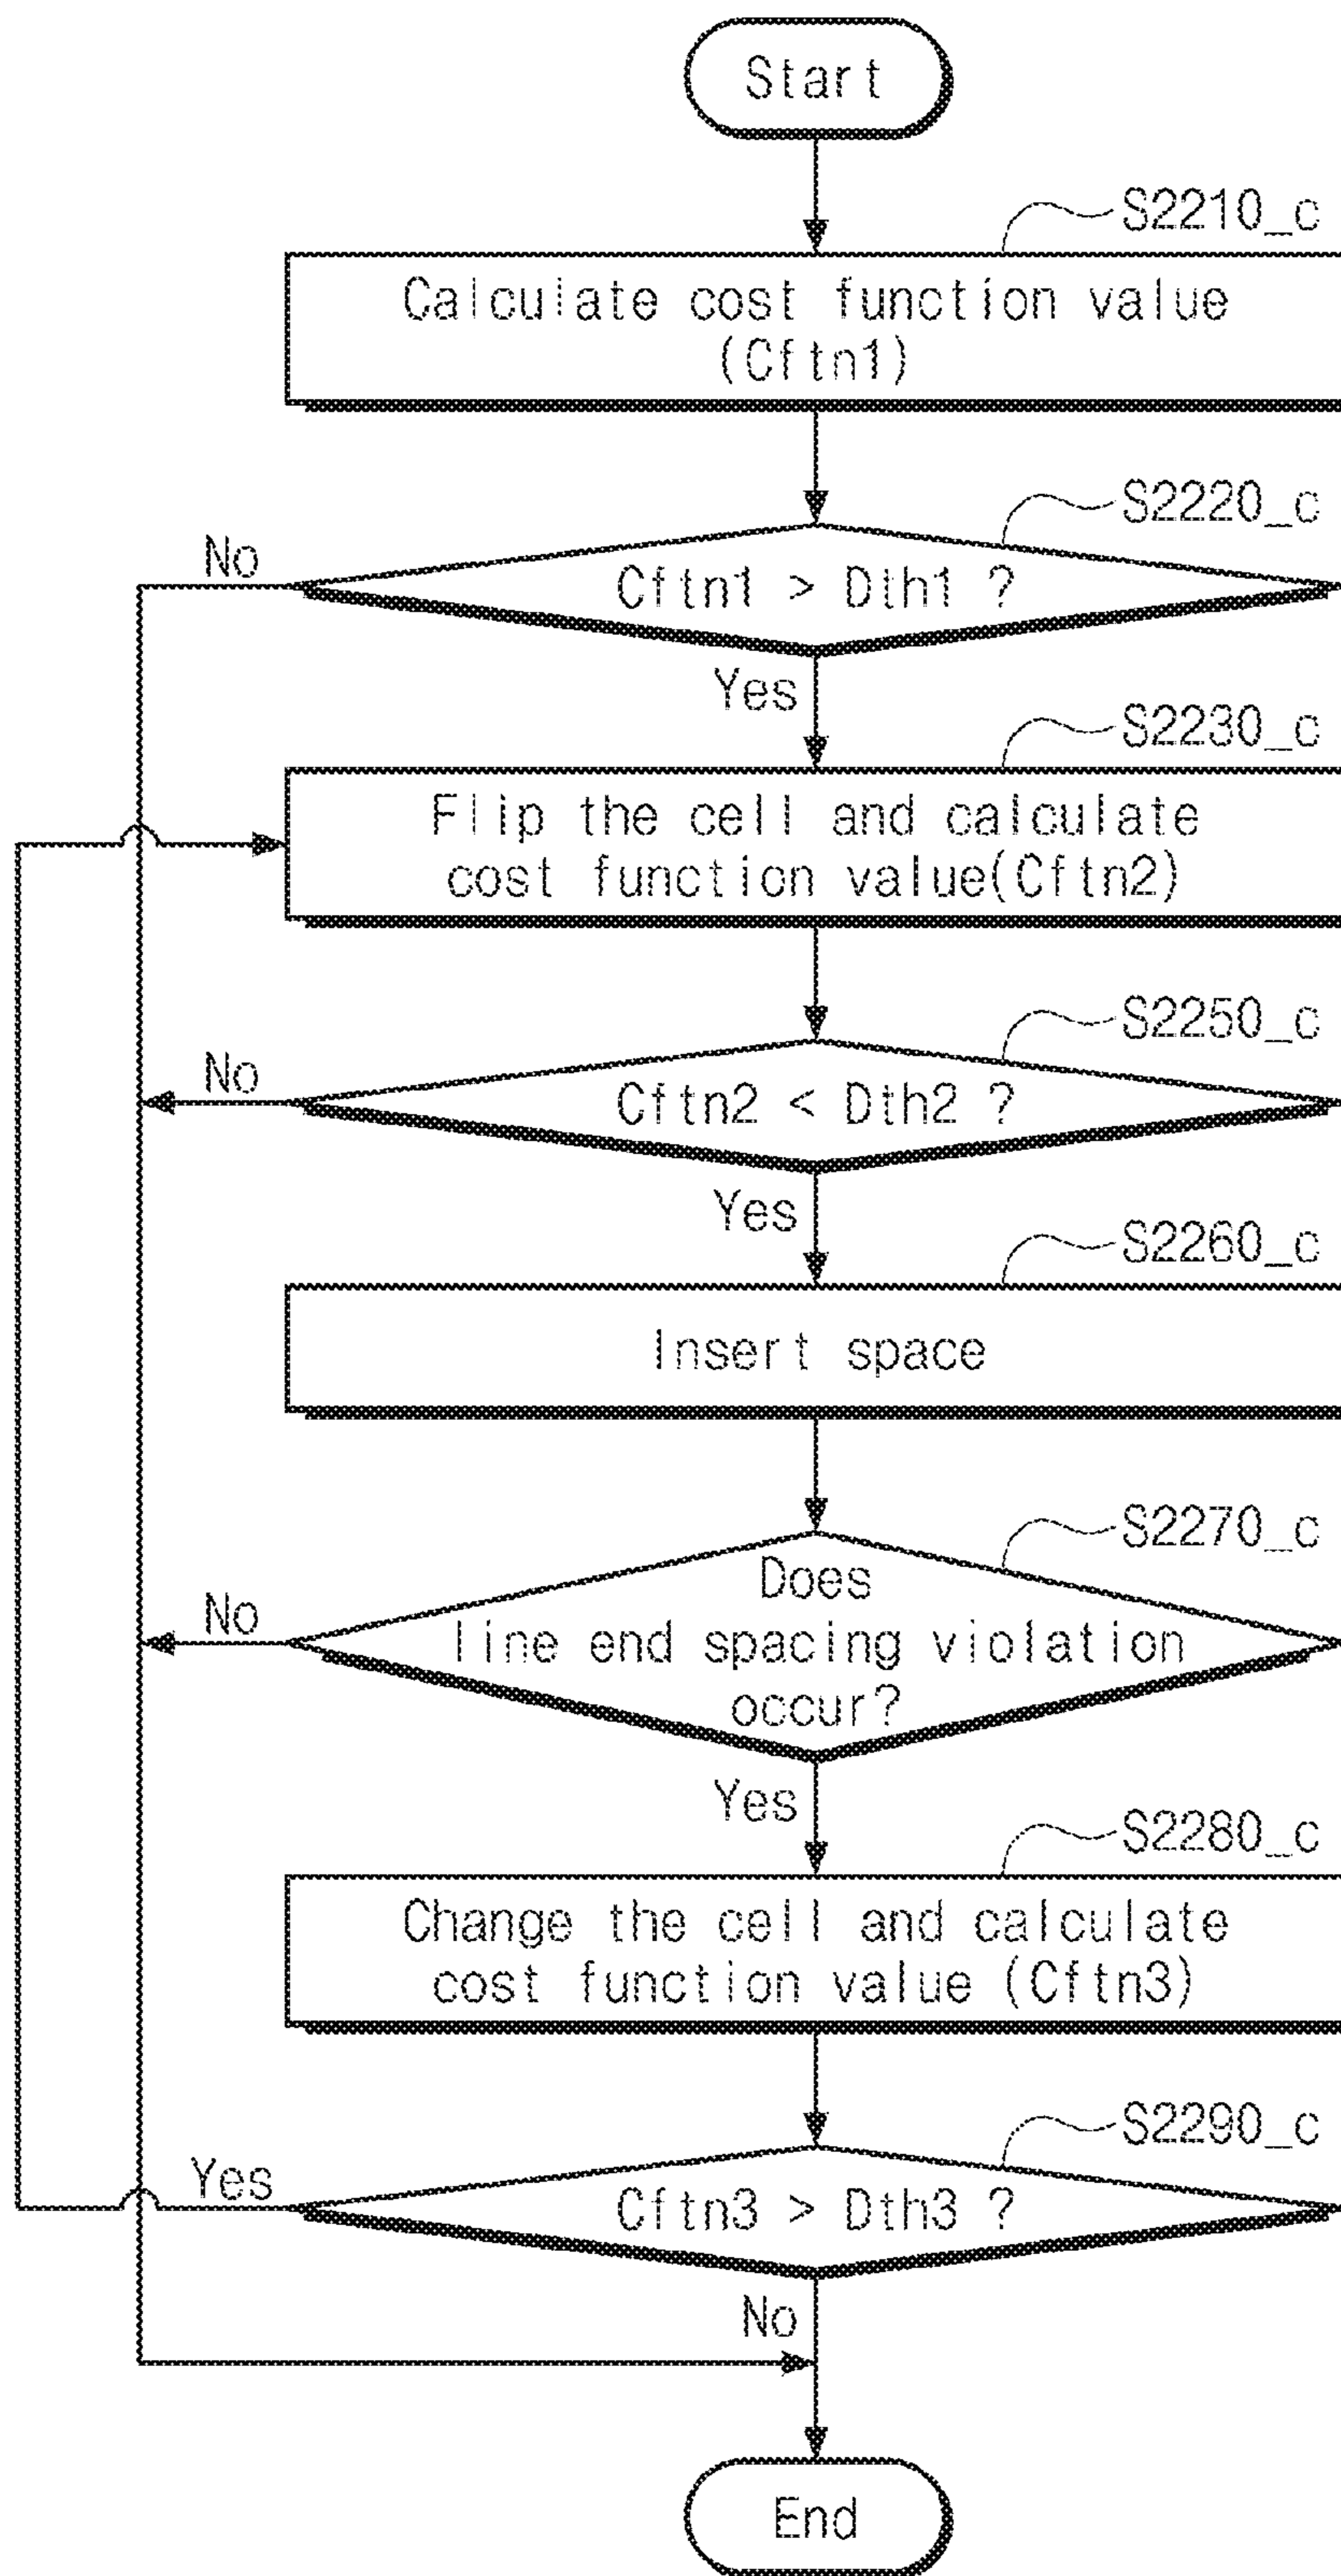 Start
S2210_c
Calculate cost function value
(Cftn1)
S2220_c
No
Cftn1 > Dth1 ?
Yes
S2230_c
Flip the cell and calculate
cost function value(Cftn2)
S2250_c
No
Cftn2 < Dth2 ?
Yes
S2260_c
Insert space
S2270_c
Does
No
line end spacing violation
occur?
Yes
S2280_c
Change the cell and calculate
cost function value (Cftn3)
S2290_c
Yes
Cftn3 > Dth3 ?
No
End